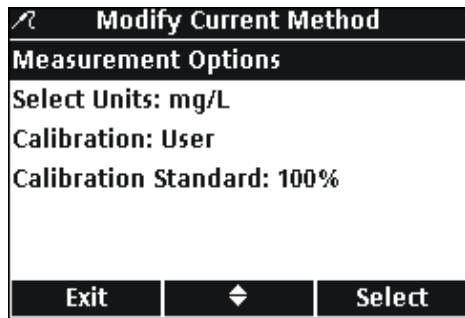 Modify Current Method
Measurement Options
Select Units: mg/L
Calibration: User
Calibration Standard: 100%
Exit Select